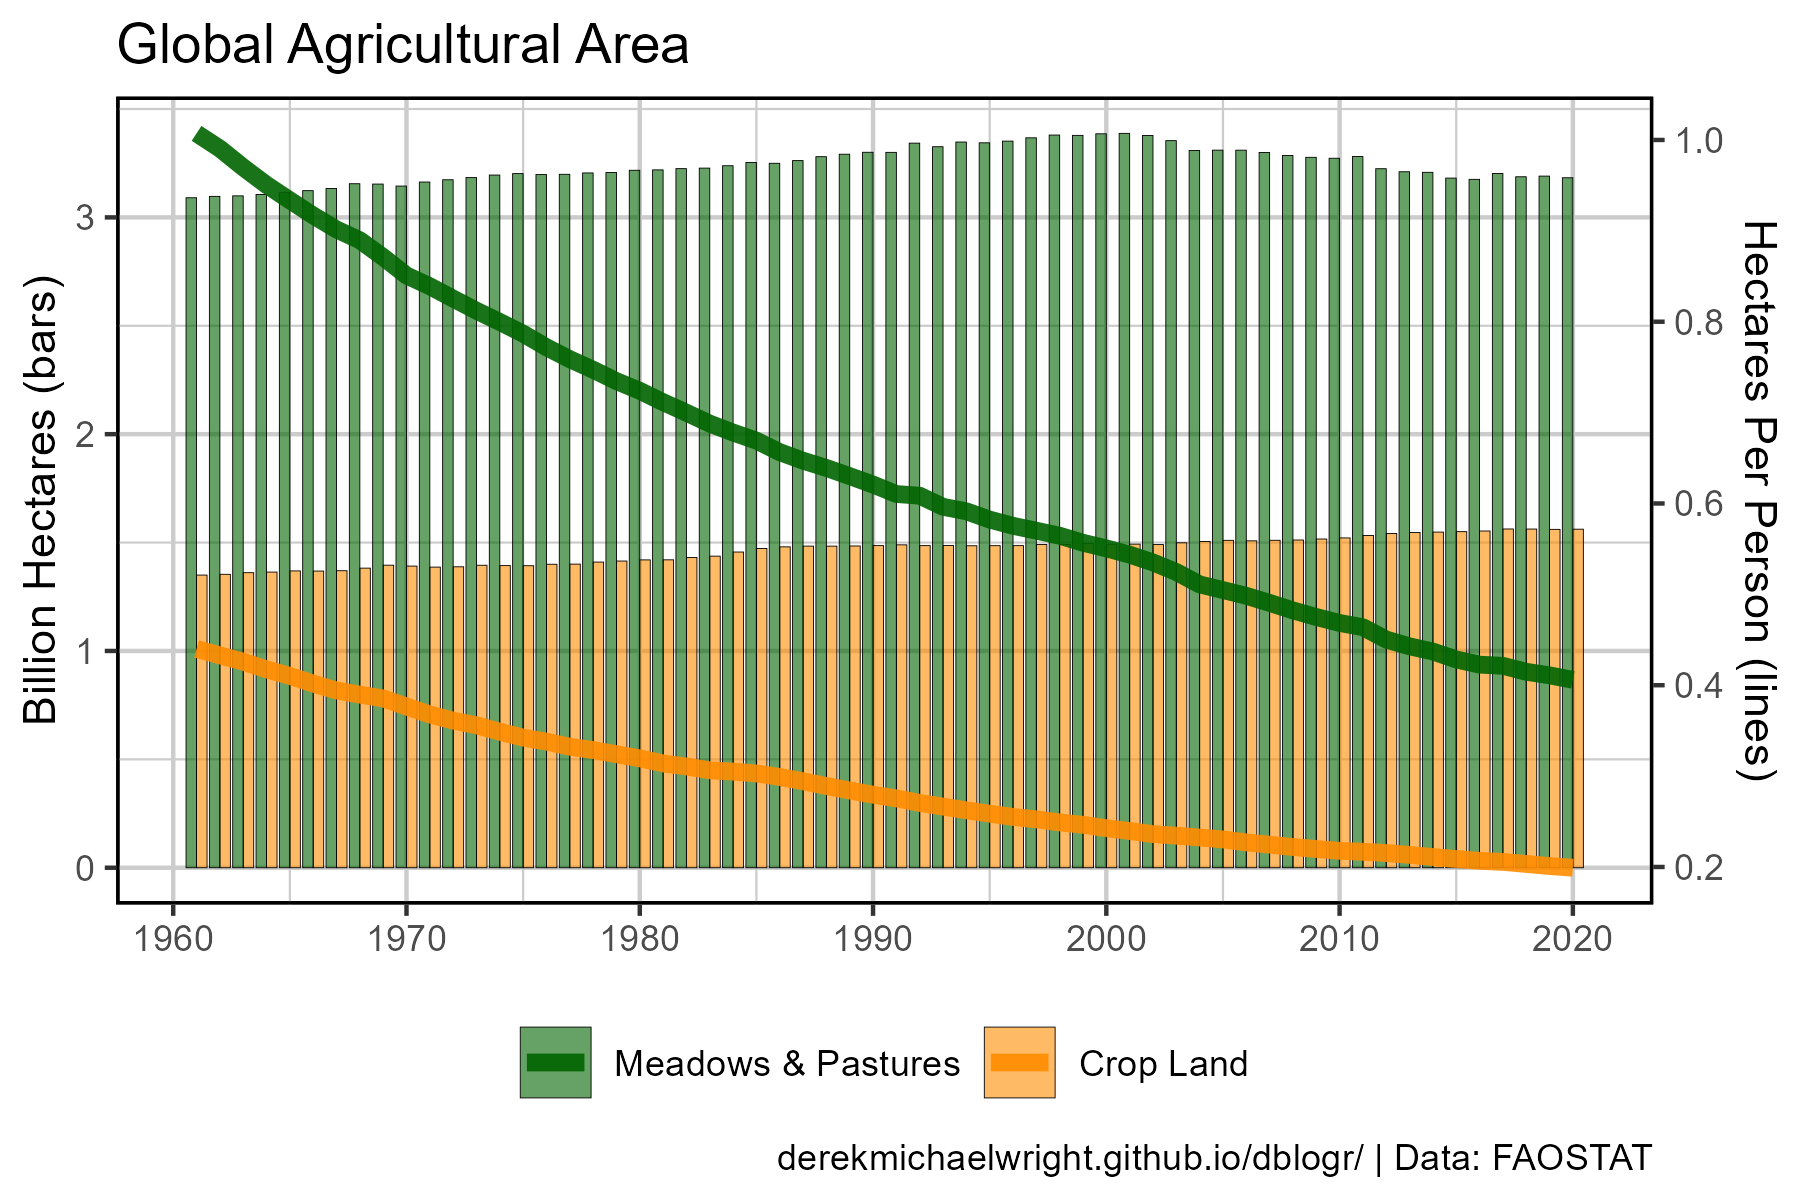 Global Agricultural Area
Billion Hectares (bars)
3
2
1
0
1.0
0.8
0.6
0.4
0.2
Hectares Per Person (lines)
1960 1970 1980 1990 2000 2010 2020
Meadows & Pastures Crop Land
derekmichaelwright.github.io/dblogr/ | Data: FAOSTAT